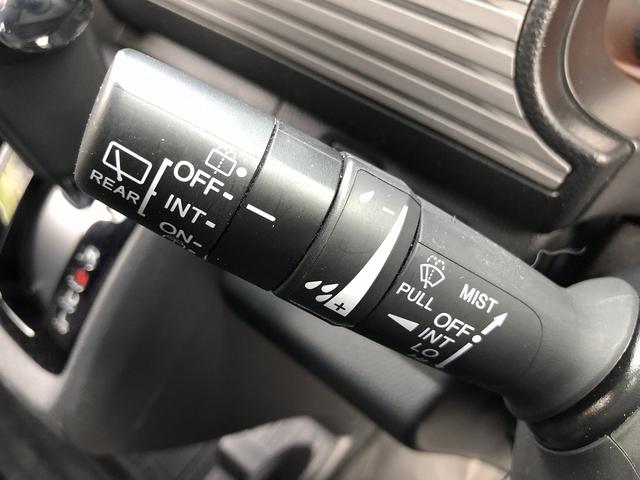 REAR
OFF
INT
ON
- +
PULL
MIST
OFF
INT
LO